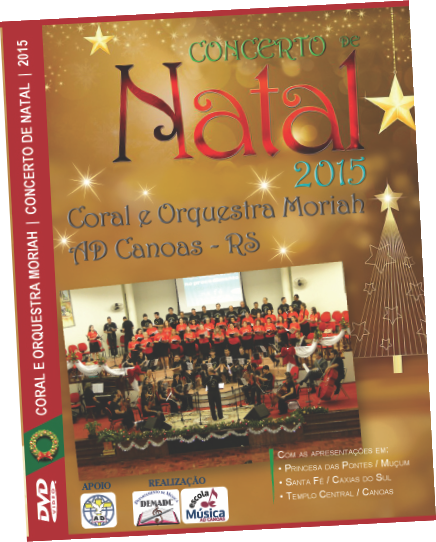 CORAL E ORQUESTRA MORIAH | CONCERTO DE NATAL | 2015
DVD
CONCERTO DE
Natal
2015
Coral e Orquestra Moriah
AD Canoas - RS
APOIO
REALIZAÇÃO
DEMADC
escola
Música
AD CANOAS
COM AS APRESENTAÇÕES EM:
• PRINCESA DAS PONTES / MUÇUM
• SANTA FÉ / CAXIAS DO SUL
• TEMPLO CENTRAL / CANOAS